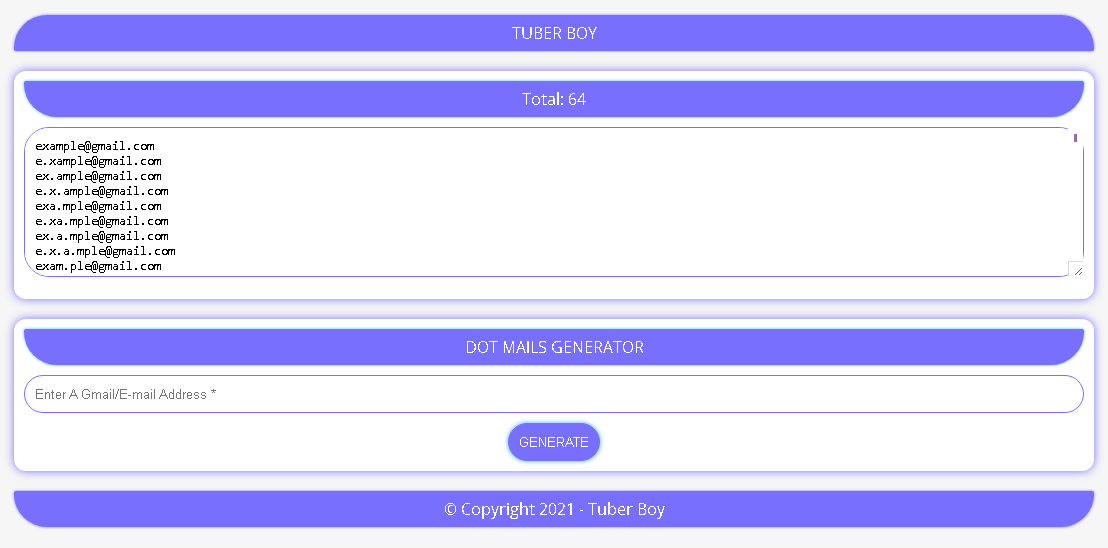 TUBER BOY
Total: 64
example@gmail.com
e.xample@gmail.com
ex.ample@gmail.com
e.x.ample@gmail.com
exa.mple@gmail.com
e.xa.mple@gmail.com
ex.a.mple@gmail.com
e.x.a.mple@gmail.com
exam.ple@gmail.com
DOT MAILS GENERATOR
Enter A Gmail/E-mail Address *
GENERATE
© Copyright 2021 - Tuber Boy